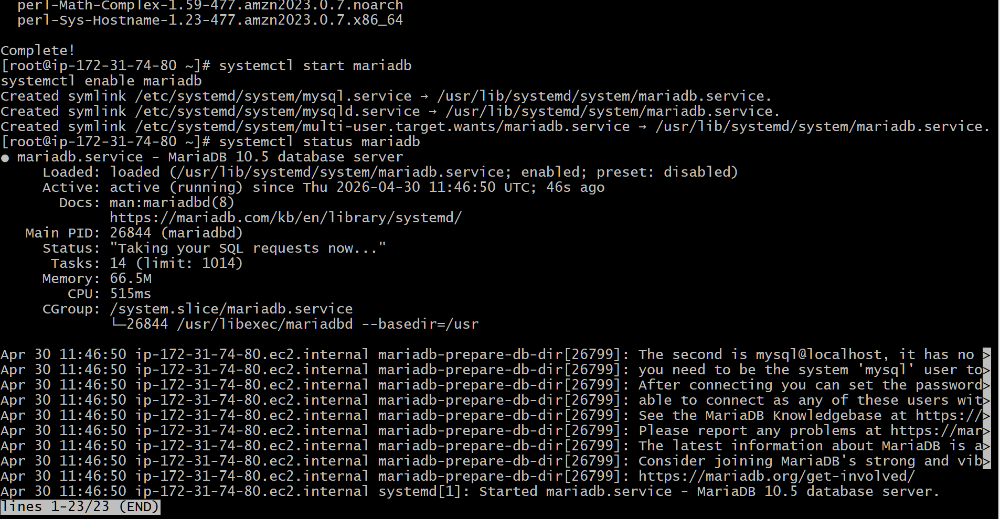 perl-Math-Complex-1.59-477.amzn2023.0.7.noarch
  perl-Sys-Hostname-1.23-477.amzn2023.0.7.x86_64

Complete!
[root@ip-172-31-74-80 ~]# systemctl start mariadb
systemctl enable mariadb
Created symlink /etc/systemd/system/mysql.service → /usr/lib/systemd/system/mariadb.service.
Created symlink /etc/systemd/system/mysqld.service → /usr/lib/systemd/system/mariadb.service.
Created symlink /etc/systemd/system/multi-user.target.wants/mariadb.service → /usr/lib/systemd/system/mariadb.service.
[root@ip-172-31-74-80 ~]# systemctl status mariadb
● mariadb.service - MariaDB 10.5 database server
     Loaded: loaded (/usr/lib/systemd/system/mariadb.service; enabled; preset: disabled)
     Active: active (running) since Thu 2026-04-30 11:46:50 UTC; 46s ago
       Docs: man:mariadbd(8)
             https://mariadb.com/kb/en/library/systemd/
   Main PID: 26844 (mariadbd)
     Status: "Taking your SQL requests now..."
      Tasks: 14 (limit: 1014)
     Memory: 66.5M
        CPU: 515ms
     CGroup: /system.slice/mariadb.service
             └─26844 /usr/libexec/mariadbd --basedir=/usr

Apr 30 11:46:50 ip-172-31-74-80.ec2.internal mariadb-prepare-db-dir[26799]: The second is mysql@localhost, it has no >
Apr 30 11:46:50 ip-172-31-74-80.ec2.internal mariadb-prepare-db-dir[26799]: you need to be the system 'mysql' user to>
Apr 30 11:46:50 ip-172-31-74-80.ec2.internal mariadb-prepare-db-dir[26799]: After connecting you can set the password>
Apr 30 11:46:50 ip-172-31-74-80.ec2.internal mariadb-prepare-db-dir[26799]: able to connect as any of these users wit>
Apr 30 11:46:50 ip-172-31-74-80.ec2.internal mariadb-prepare-db-dir[26799]: See the MariaDB Knowledgebase at https://>
Apr 30 11:46:50 ip-172-31-74-80.ec2.internal mariadb-prepare-db-dir[26799]: Please report any problems at https://mar>
Apr 30 11:46:50 ip-172-31-74-80.ec2.internal mariadb-prepare-db-dir[26799]: The latest information about MariaDB is a>
Apr 30 11:46:50 ip-172-31-74-80.ec2.internal mariadb-prepare-db-dir[26799]: Consider joining MariaDB's strong and vib>
Apr 30 11:46:50 ip-172-31-74-80.ec2.internal mariadb-prepare-db-dir[26799]: https://mariadb.org/get-involved/
Apr 30 11:46:50 ip-172-31-74-80.ec2.internal systemd[1]: Started mariadb.service - MariaDB 10.5 database server.
lines 1-23/23 (END)